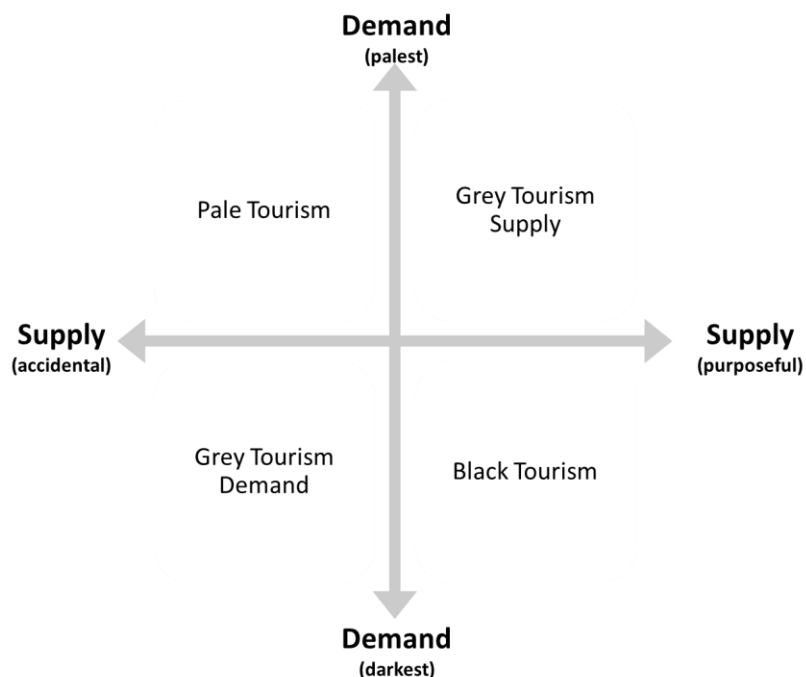 Demand
(palest)
Pale Tourism
Grey Tourism
Supply
Supply
(accidental)
Supply
(purposeful)
Grey Tourism
Demand
Black Tourism
Demand
(darkest)